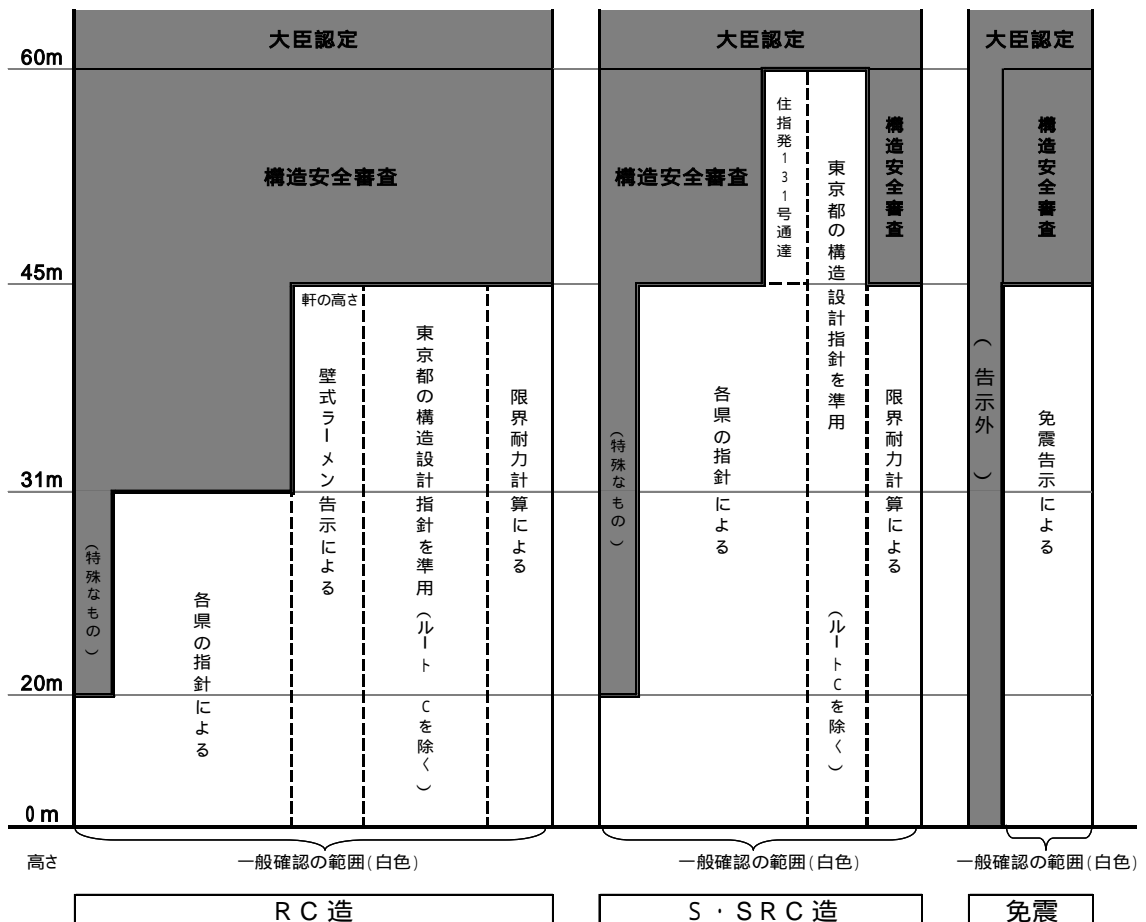 大臣認定
大臣認定
大臣認定
60m
構造安全審査
構造安全審査
住指発131号通達
東京都の構造設計指針を準用
(ルートCを除く)
構造安全審査
構造安全審査
45m
軒の高さ
壁式ラーメン告示による
東京都の構造設計指針を準用(ルート Cを除く)
限界耐力計算による
各県の指針による
(特殊なもの)
限界耐力計算による
(告示外)
免震告示による
31m
(特殊なもの)
各県の指針による
20m
0m
高さ
一般確認の範囲(白色)
一般確認の範囲(白色)
一般確認の範囲(白色)
RC造
S・SRC造
免震